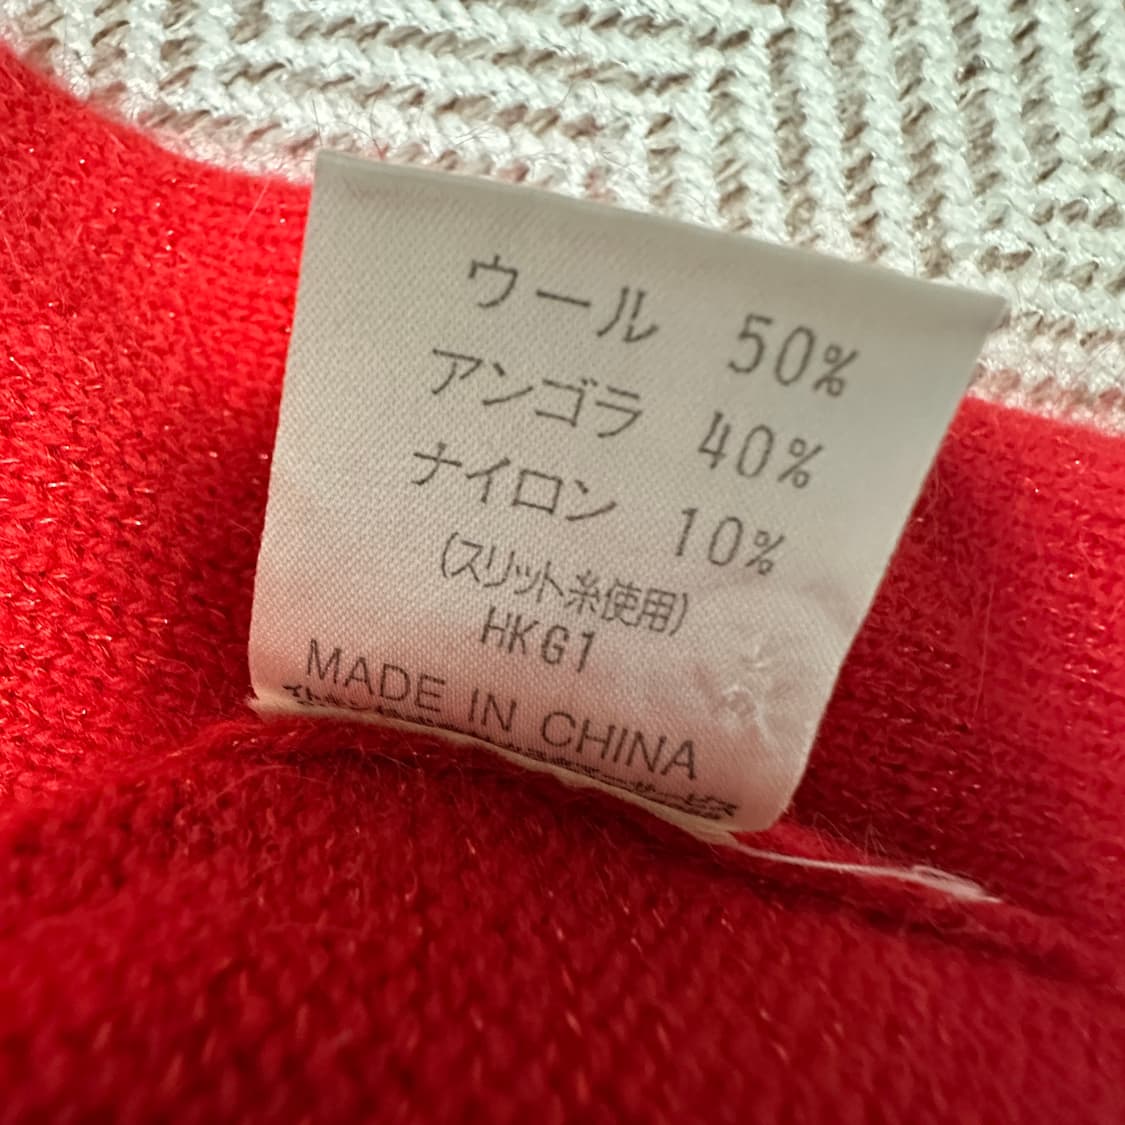 ウール 50%
アンゴラ 40%
ナイロン 10%
(スリット糸使用)
HKG1
MADE IN CHINA